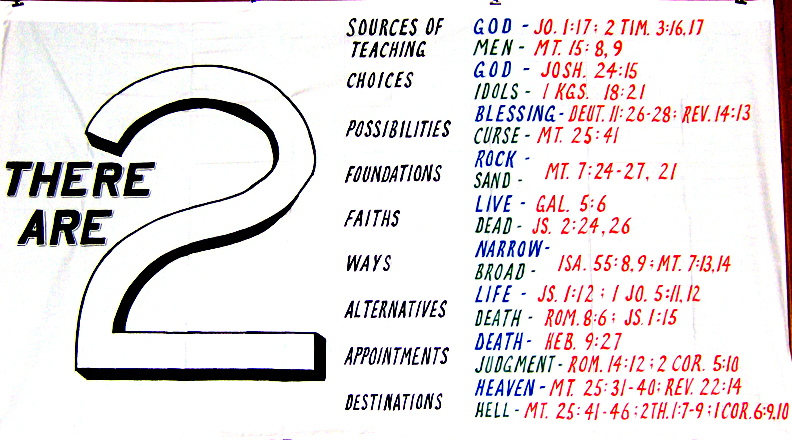 THERE
ARE
2
SOURCES OF
TEACHING
GOD - JO. 1:17; 2 TIM. 3:16,17
MEN - MT. 15:8,9
CHOICES
GOD - JOSH. 24:15
IDOLS - 1 KGS. 18:21
POSSIBILITIES
BLESSING - DEUT. 11:26-28; REV. 14:13
CURSE - MT. 25:41
FOUNDATIONS
ROCK -
SAND - MT. 7:24-27, 21
FAITHS
LIVE - GAL. 5:6
DEAD - JS. 2:24,26
WAYS
NARROW-
BROAD - ISA. 55:8,9; MT. 7:13,14
ALTERNATIVES
LIFE - JS. 1:12; 1 JO. 5:11,12
DEATH - ROM. 8:6; JS. 1:15
APPOINTMENTS
DEATH - HEB. 9:27
JUDGMENT - ROM. 14:12; 2 COR. 5:10
DESTINATIONS
HEAVEN - MT. 25:31-40; REV. 22:14
HELL - MT. 25:41-46; 2TH. 1:7-9; 1COR. 6:9,10